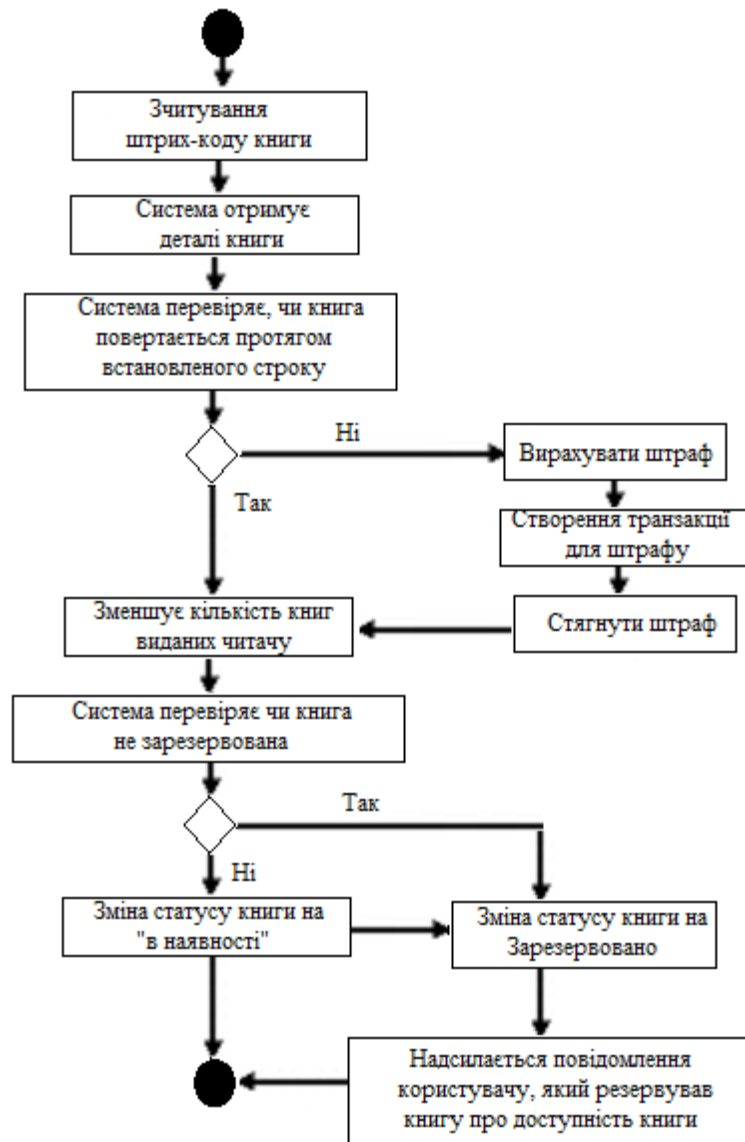 Зчитування
штрих-коду книги
Система отримує
деталі книги
Система перевіряє, чи книга
повертається протягом
встановленого строку
Ні
Вирахувати штраф
Так
Створення транзакції
для штрафу
Зменшує кількість книг
виданих читачу
Стягнути штраф
Система перевіряє чи книга
не зарезервована
Так
Ні
Зміна статусу книги на
"в наявності"
Зміна статусу книги на
Зарезервовано
Надсилається повідомлення
користувачу, який резервував
книгу про доступність книги